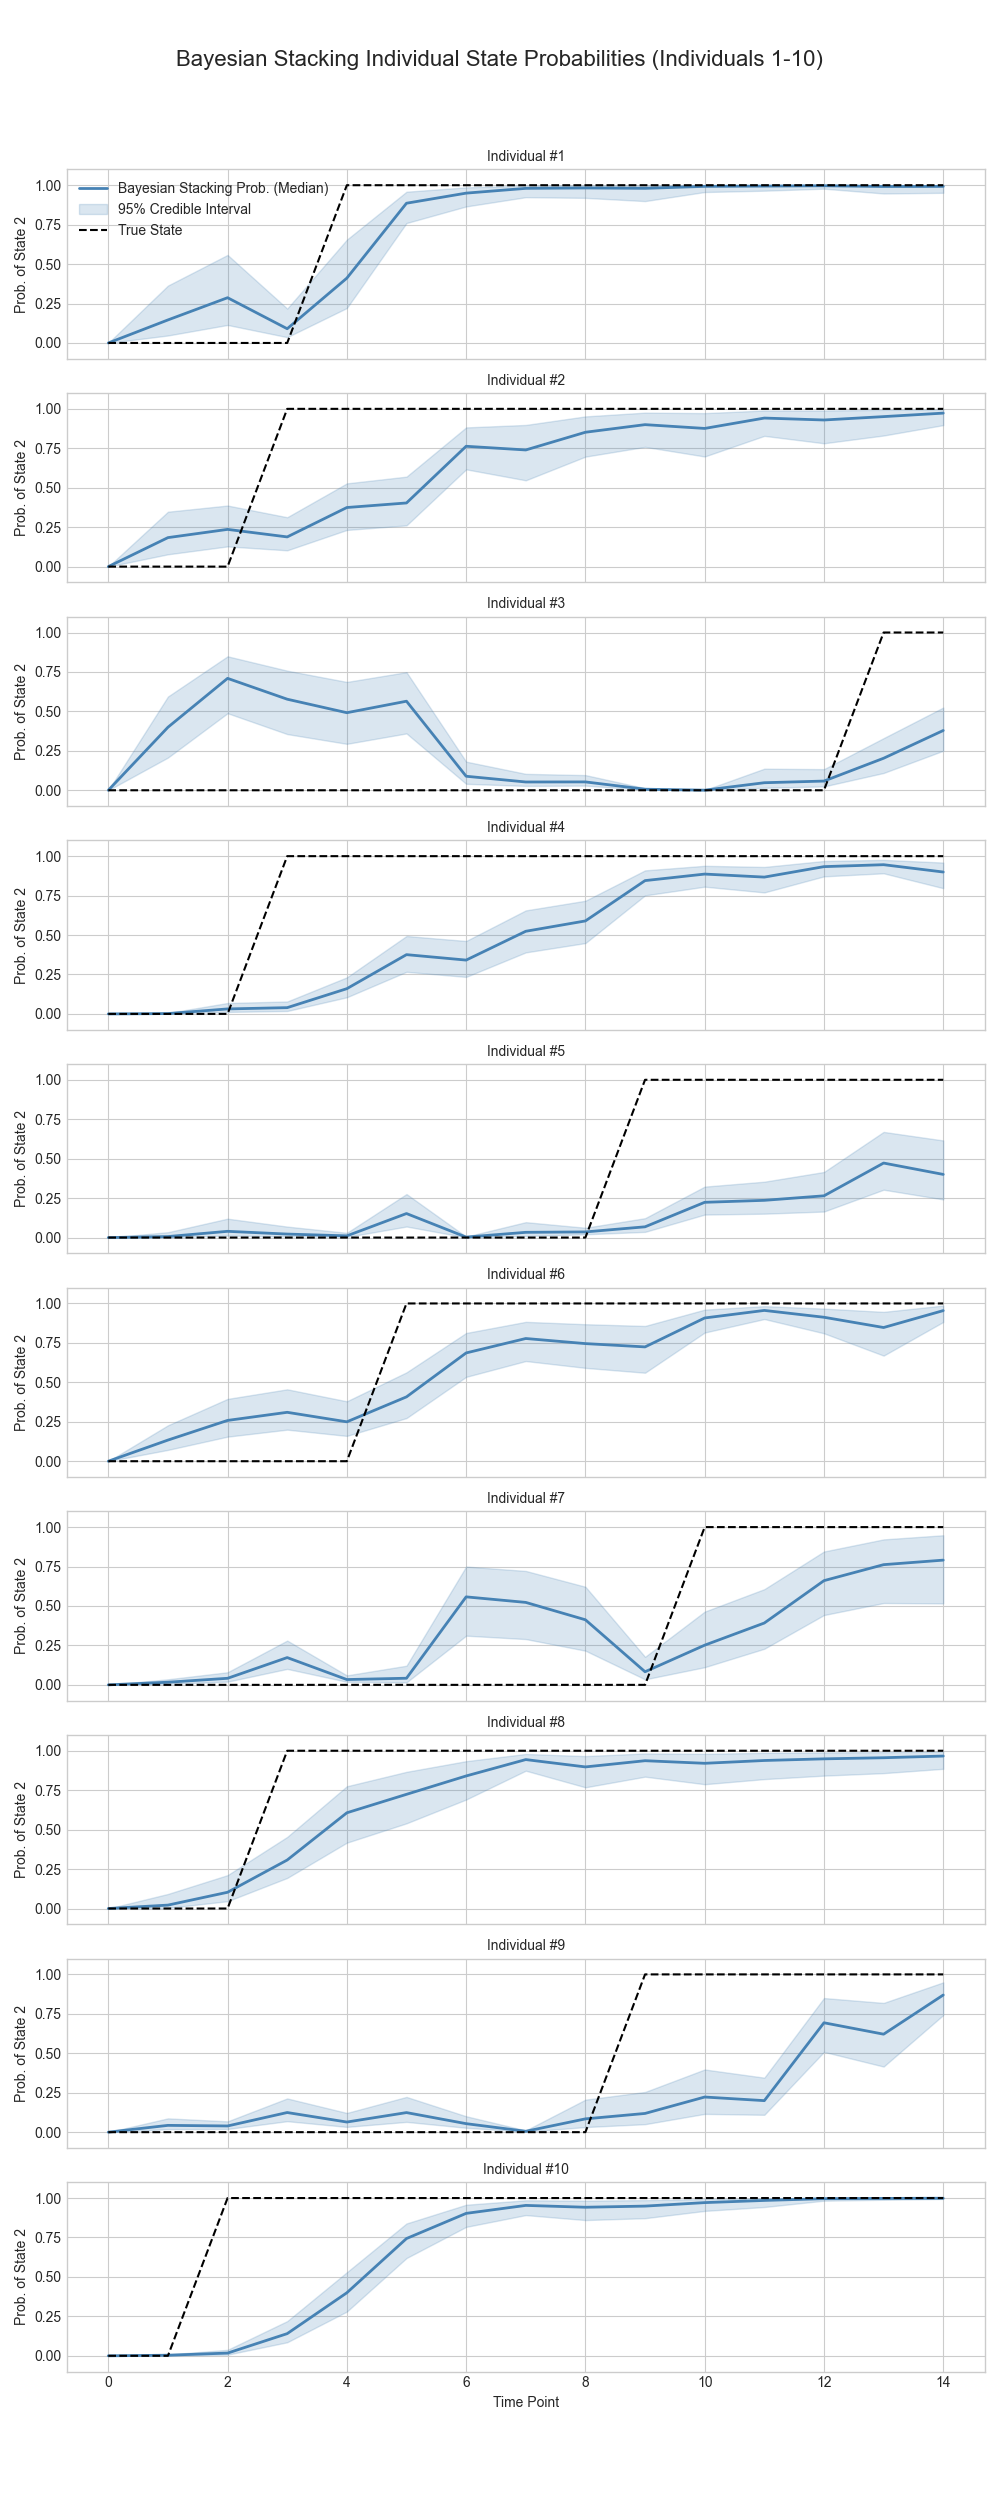 Bayesian Stacking Individual State Probabilities (Individuals 1-10)
Individual #1
Bayesian Stacking Prob. (Median)
95% Credible Interval
True State
Prob. of State 2
1.00
0.75
0.50
0.25
0.00
Individual #2
Prob. of State 2
1.00
0.75
0.50
0.25
0.00
Individual #3
Prob. of State 2
1.00
0.75
0.50
0.25
0.00
Individual #4
Prob. of State 2
1.00
0.75
0.50
0.25
0.00
Individual #5
Prob. of State 2
1.00
0.75
0.50
0.25
0.00
Individual #6
Prob. of State 2
1.00
0.75
0.50
0.25
0.00
Individual #7
Prob. of State 2
1.00
0.75
0.50
0.25
0.00
Individual #8
Prob. of State 2
1.00
0.75
0.50
0.25
0.00
Individual #9
Prob. of State 2
1.00
0.75
0.50
0.25
0.00
Individual #10
Prob. of State 2
1.00
0.75
0.50
0.25
0.00
0 2 4 6 8 10 12 14
Time Point